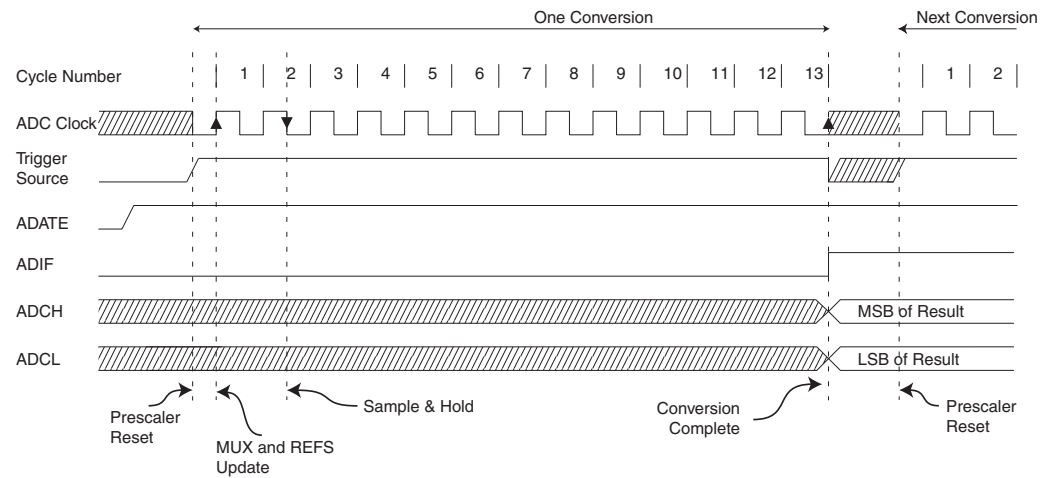 One Conversion
Next Conversion
Cycle Number
1 2 3 4 5 6 7 8 9 10 11 12 13 1 2
ADC Clock
Trigger
Source
ADATE
ADIF
ADCH
MSB of Result
ADCL
LSB of Result
Prescaler
Reset
MUX and REFS
Update
Sample & Hold
Conversion
Complete
Prescaler
Reset